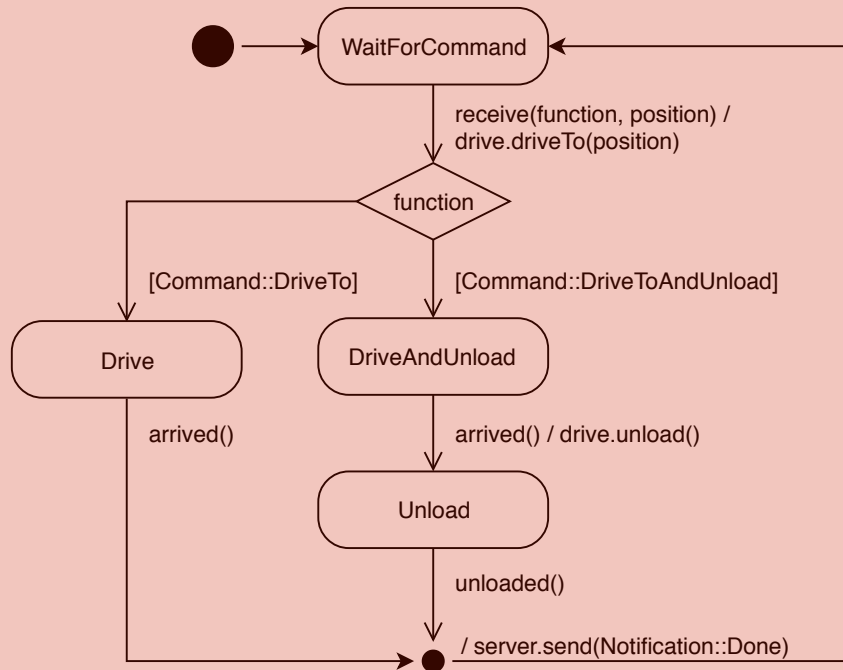 WaitForCommand
receive(function, position) /
drive.driveTo(position)
function
[Command::DriveTo]
[Command::DriveToAndUnload]
Drive
DriveAndUnload
arrived()
arrived() / drive.unload()
Unload
unloaded()
/ server.send(Notification::Done)